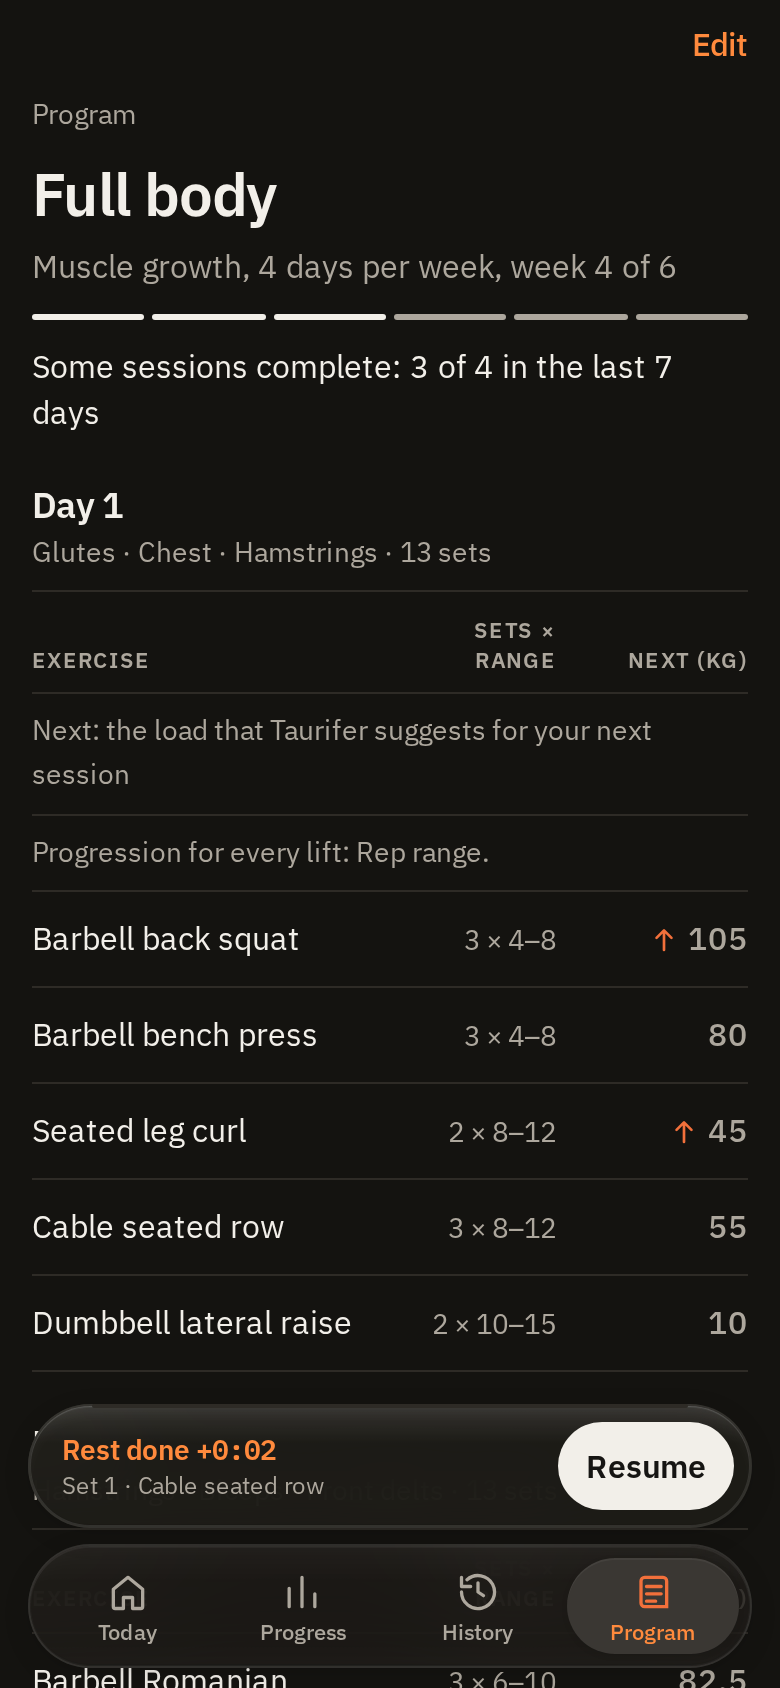 Edit
Program
Full body
Muscle growth, 4 days per week, week 4 of 6
Some sessions complete: 3 of 4 in the last 7
days
Day 1
Glutes · Chest · Hamstrings · 13 sets
SETS ×
EXERCISE RANGE NEXT (KG)
Next: the load that Taurifer suggests for your next
session
Progression for every lift: Rep range.
Barbell back squat 3 × 4–8 ↑ 105
Barbell bench press 3 × 4–8 80
Seated leg curl 2 × 8–12 ↑ 45
Cable seated row 3 × 8–12 55
Dumbbell lateral raise 2 × 10–15 10
Rest done +0:02
Set 1 · Cable seated row
Resume
front delts · 13 sets
Today Progress History Program
Barbell Romanian 3 × 6–10 82.5